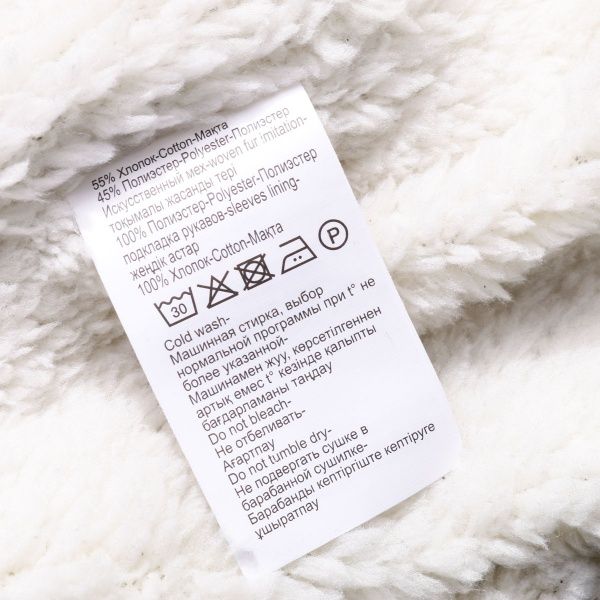 55% Хлопок-Cotton-Мақта
45% Полиэстер-Polyester-Полиэстер
Искусственный мех-woven fur imitation-
тоқымалы жасанды тері
100% Полиэстер-Polyester-Полиэстер
подкладка рукавов-sleeves lining-
жеңдік астар
100% Хлопок-Cotton-Мақта
30 P
Cold wash-
Машинная стирка, выбор
нормальной программы при t° не
более указанной-
Машинамен жуу, көрсетілгеннен
артық емес t° кезінде қалыпты
бағдарламаны таңдау
Do not bleach-
Не отбеливать-
Ағартпау
Do not tumble dry-
Не подвергать сушке в
барабанной сушилке-
Барабанды кептіргіште кептіруге
ұшыратпау